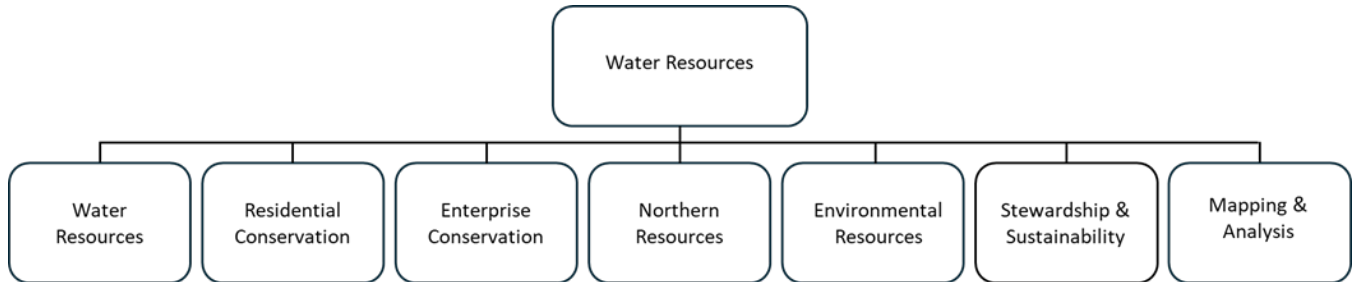 Water Resources
Water
Resources
Residential
Conservation
Enterprise
Conservation
Northern
Resources
Environmental
Resources
Stewardship &
Sustainability
Mapping &
Analysis